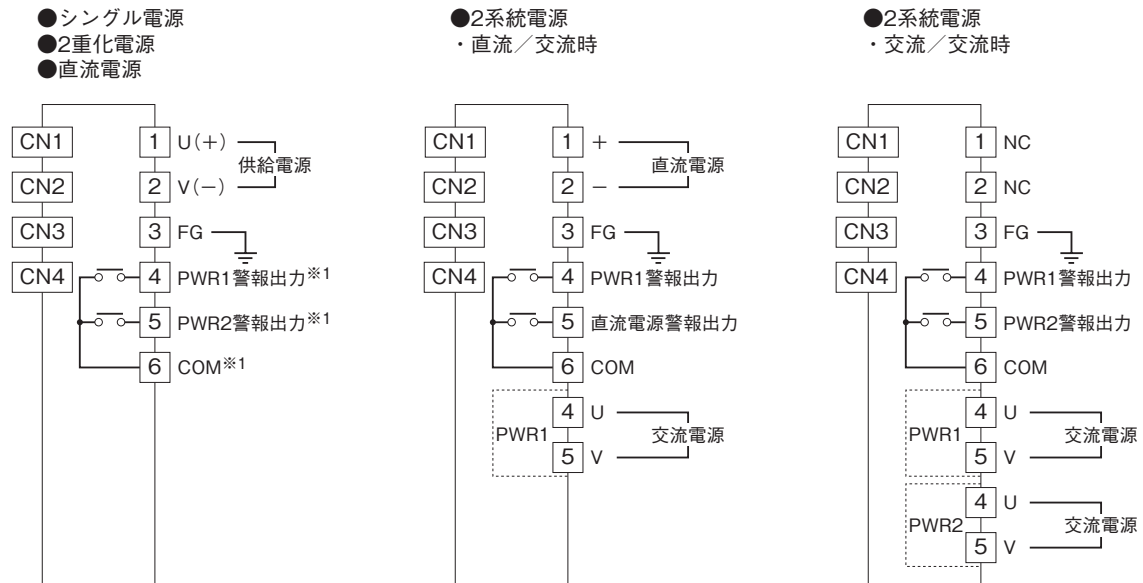 ●シングル電源
●2重化電源
●直流電源
CN1
1 U(+)
供給電源
CN2
2 V(−)
CN3
3 FG
CN4
4 PWR1警報出力※1
5 PWR2警報出力※1
6 COM※1
●2系統電源
・直流／交流時
CN1
1 +
直流電源
CN2
2 −
CN3
3 FG
CN4
4 PWR1警報出力
5 直流電源警報出力
6 COM
PWR1
4 U
交流電源
5 V
●2系統電源
・交流／交流時
CN1
1 NC
CN2
2 NC
CN3
3 FG
CN4
4 PWR1警報出力
5 PWR2警報出力
6 COM
PWR1
4 U
交流電源
5 V
PWR2
4 U
交流電源
5 V